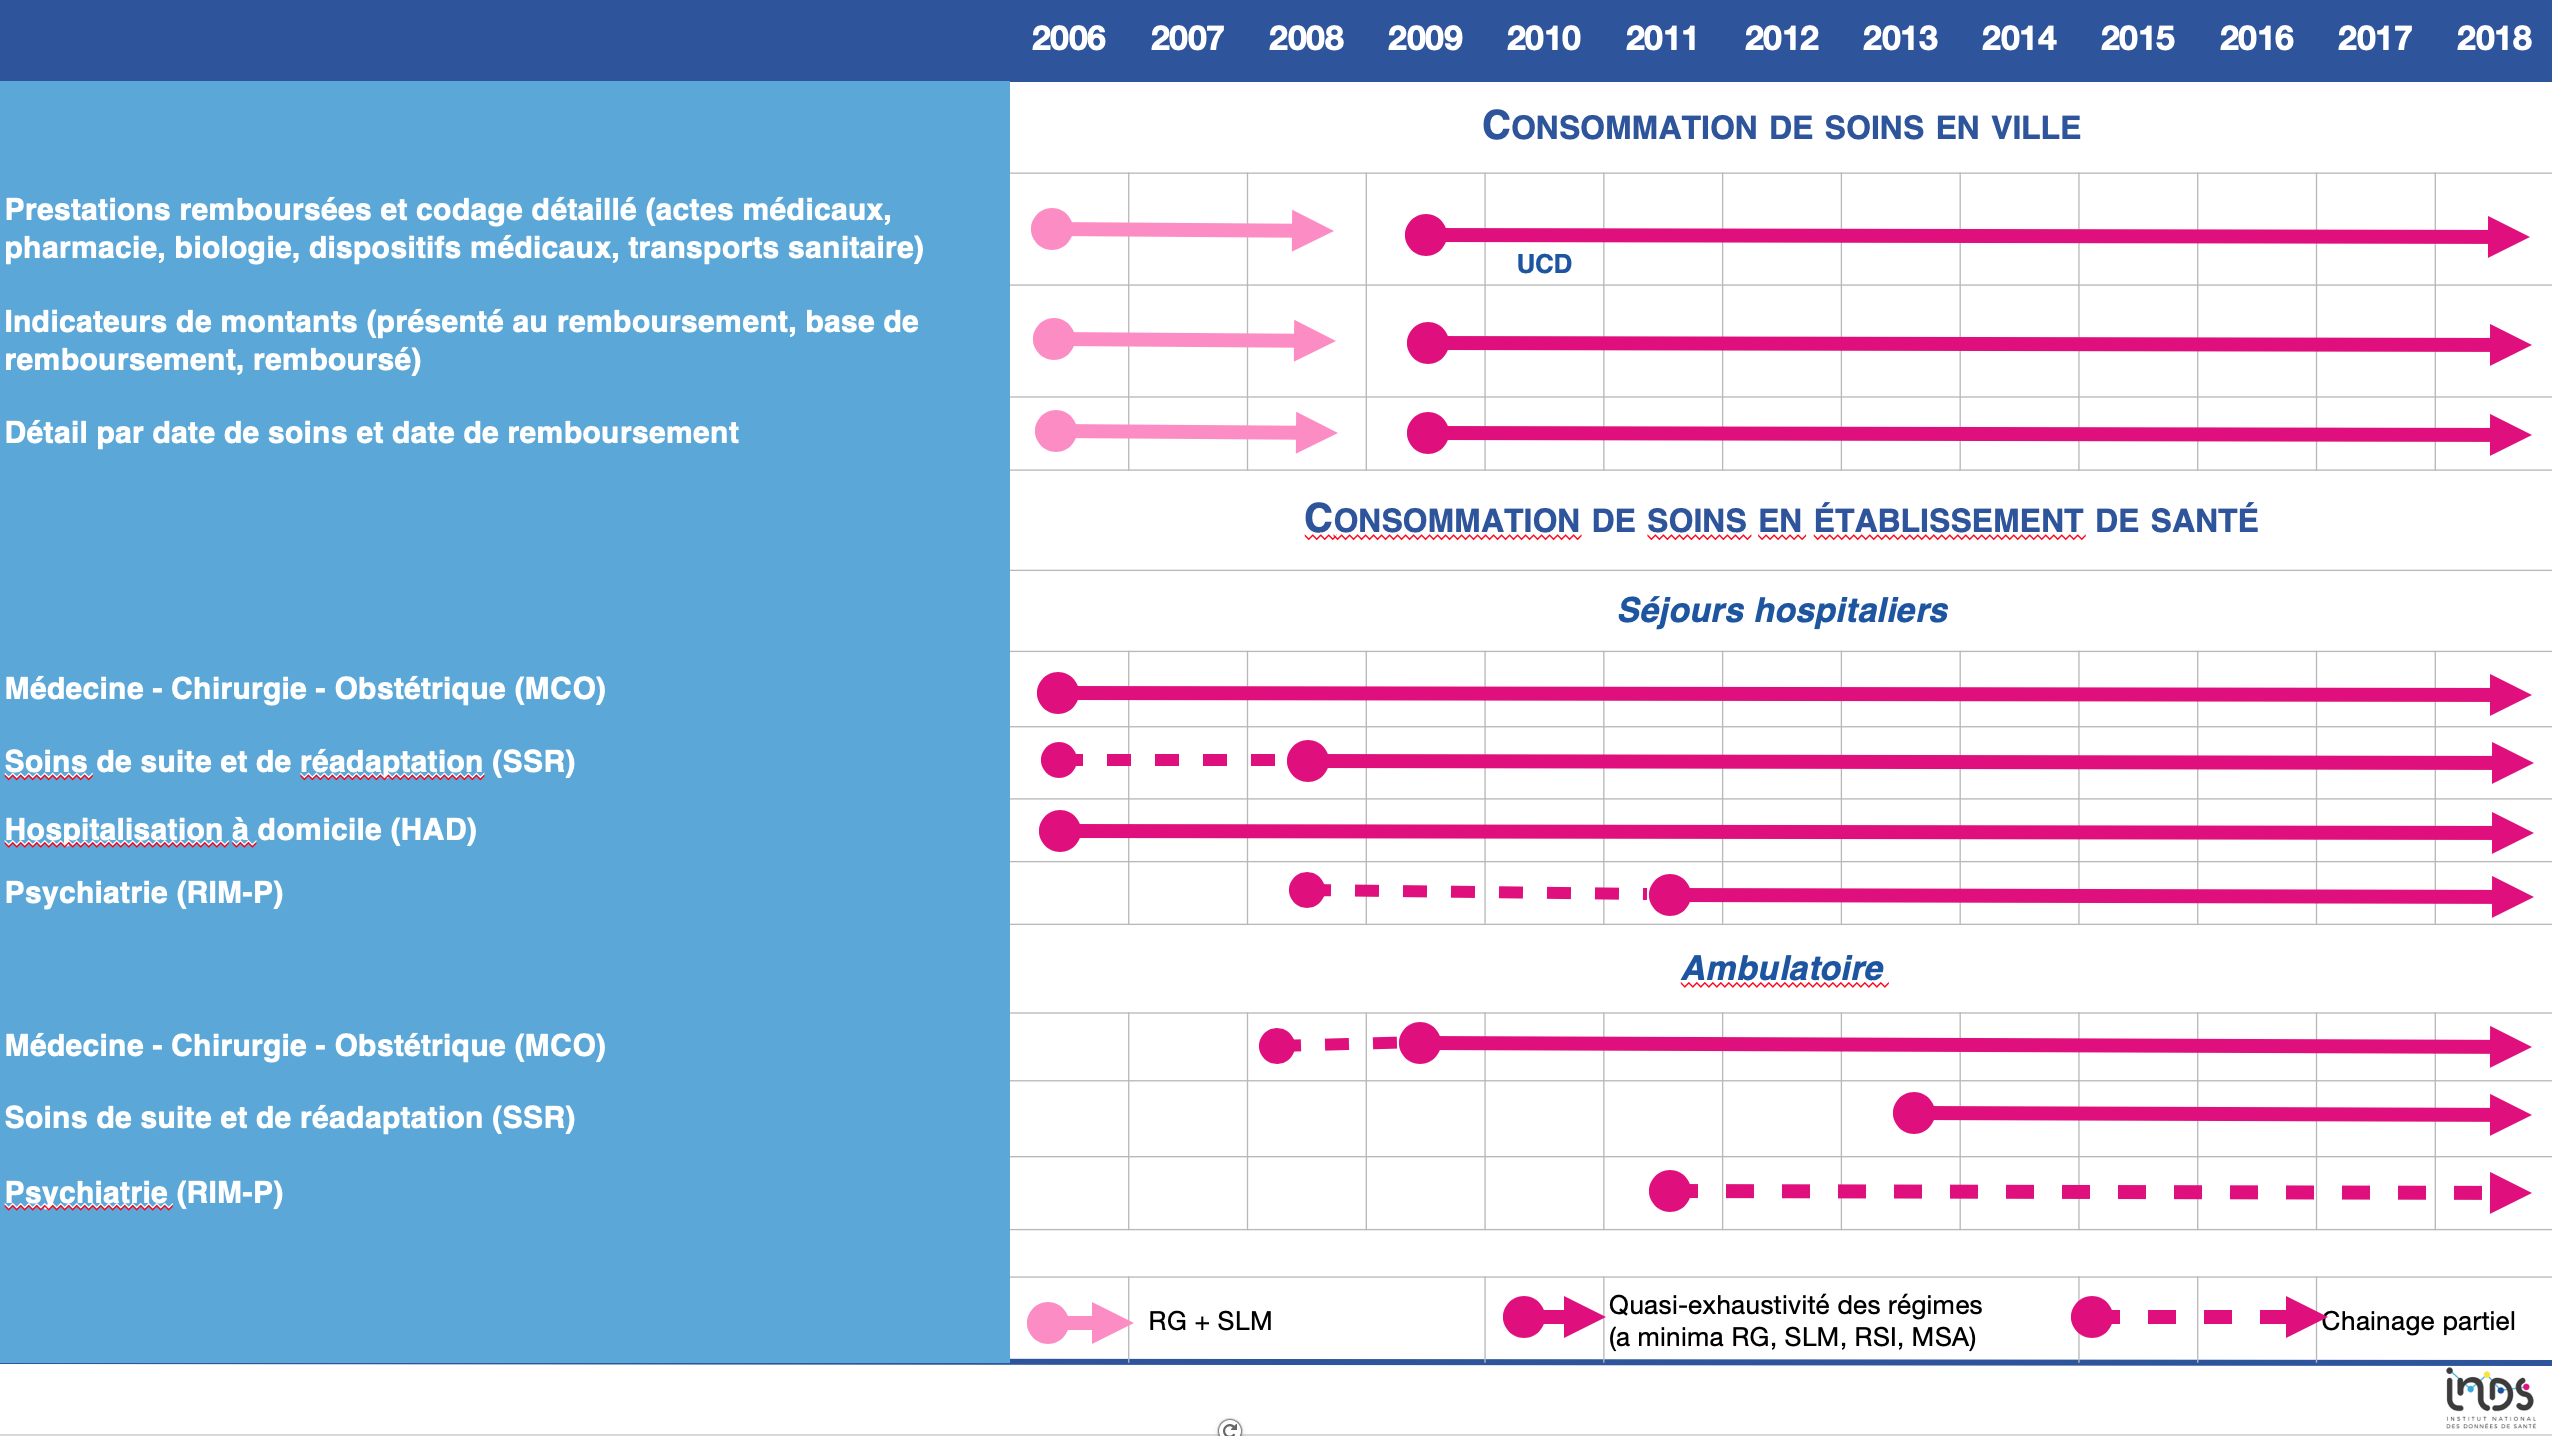 2006 2007 2008 2009 2010 2011 2012 2013 2014 2015 2016 2017 2018
CONSOMMATION DE SOINS EN VILLE
Prestations remboursées et codage détaillé (actes médicaux,
pharmacie, biologie, dispositifs médicaux, transports sanitaire)
UCD
Indicateurs de montants (présenté au remboursement, base de
remboursement, remboursé)
Détail par date de soins et date de remboursement
CONSOMMATION DE SOINS EN ÉTABLISSEMENT DE SANTÉ
Séjours hospitaliers
Médecine - Chirurgie - Obstétrique (MCO)
Soins de suite et de réadaptation (SSR)
Hospitalisation à domicile (HAD)
Psychiatrie (RIM-P)
Ambulatoire
Médecine - Chirurgie - Obstétrique (MCO)
Soins de suite et de réadaptation (SSR)
Psychiatrie (RIM-P)
RG + SLM
Quasi-exhaustivité des régimes
(a minima RG, SLM, RSI, MSA)
Chainage partiel
inDS
INSTITUT NATIONAL
DES DONNÉES DE SANTÉ